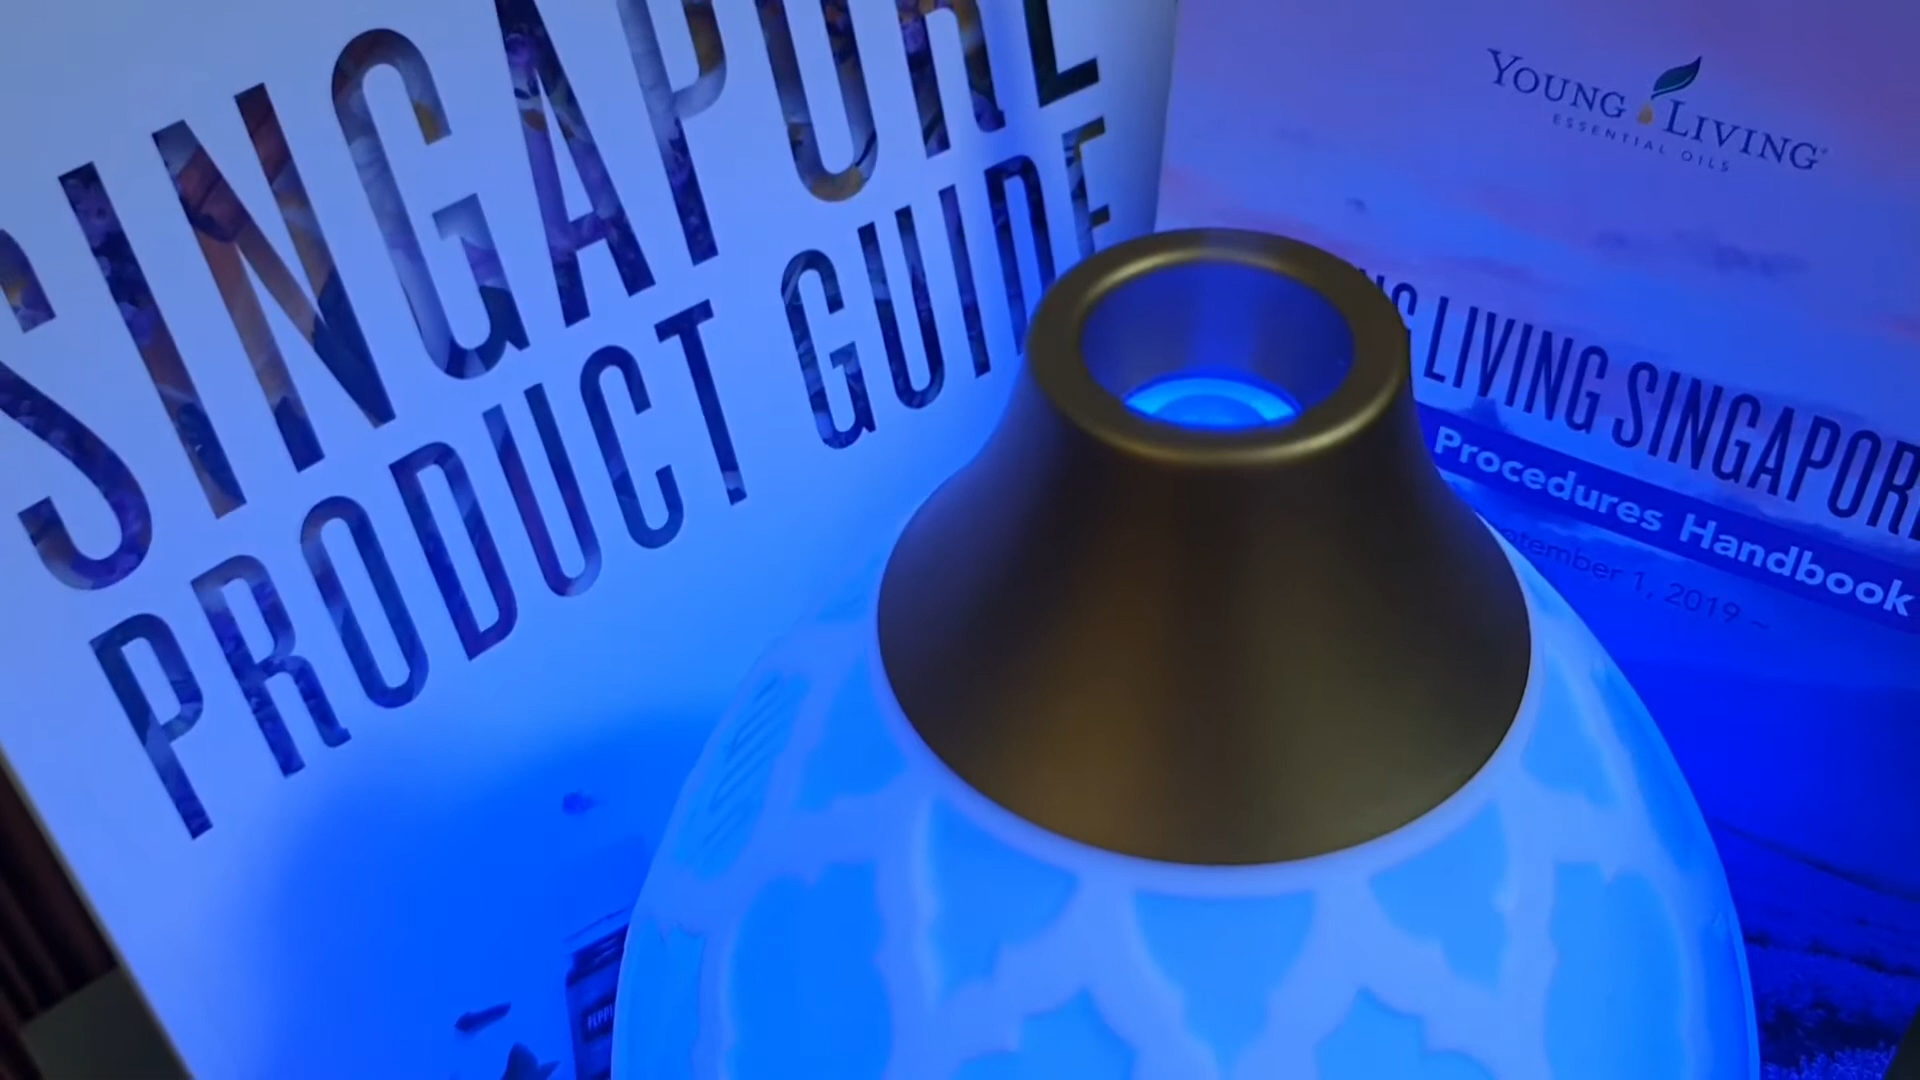 SINGAPORE
PRODUCT GUIDE
YOUNG LIVING
ESSENTIAL OILS
LIVING SINGAPORE
Procedures Handbook
1, 2019 ~